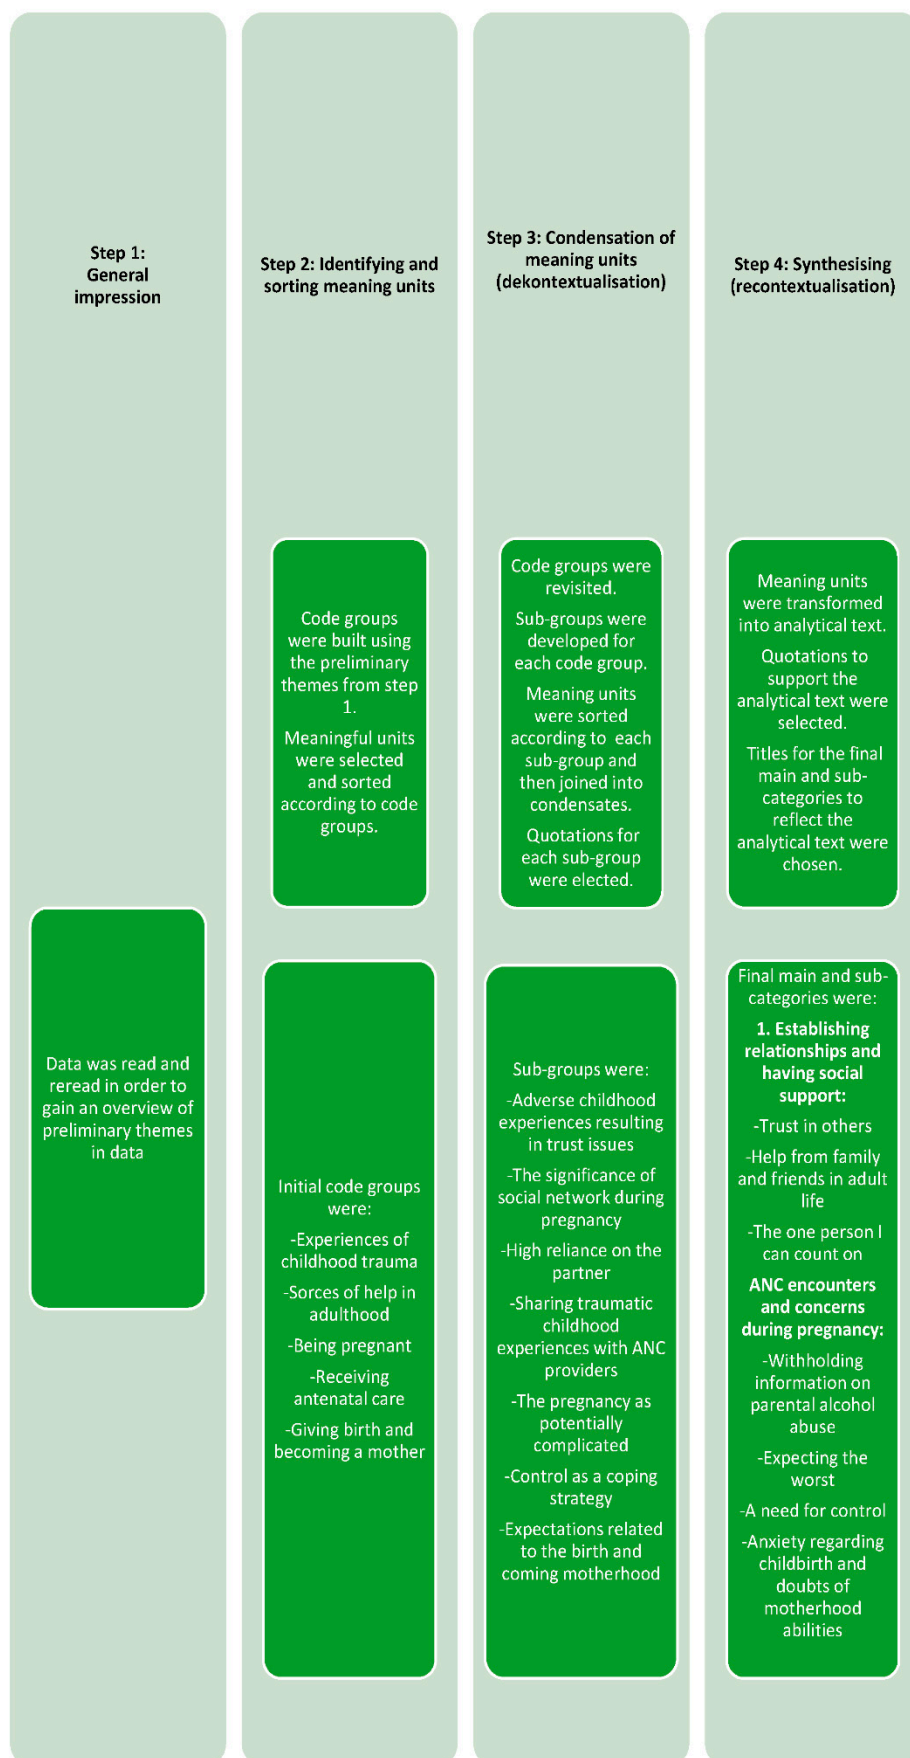 Step 1:
General
impression
Data was read and
reread in order to
gain an overview of
preliminary themes
in data
Step 2: Identifying and
sorting meaning units
Code groups
were built using
the preliminary
themes from step
1.
Meaningful units
were selected
and sorted
according to code
groups.
Initial code groups
were:
-Experiences of
childhood trauma
-Sorces of help in
adulthood
-Being pregnant
-Receiving
antenatal care
-Giving birth and
becoming a mother
Step 3: Condensation of
meaning units
(dekontextualisation)
Code groups were
revisited.
Sub-groups were
developed for
each code group.
Meaning units
were sorted
according to each
sub-group and
then joined into
condensates.
Quotations for
each sub-group
were elected.
Sub-groups were:
-Adverse childhood
experiences resulting
in trust issues
-The significance of
social network during
pregnancy
-High reliance on the
partner
-Sharing traumatic
childhood
experiences with ANC
providers
-The pregnancy as
potentially
complicated
-Control as a coping
strategy
-Expectations related
to the birth and
coming motherhood
Step 4: Synthesising
(recontextualisation)
Meaning units
were transformed
into analytical text.
Quotations to
support the
analytical text were
selected.
Titles for the final
main and sub-
categories to
reflect the
analytical text were
chosen.
Final main and sub-
categories were:
1. Establishing
relationships and
having social
support:
-Trust in others
-Help from family
and friends in adult
life
-The one person I
can count on
ANC encounters
and concerns
during pregnancy:
-Withholding
information on
parental alcohol
abuse
-Expecting the
worst
-A need for control
-Anxiety regarding
childbirth and
doubts of
motherhood
abilities